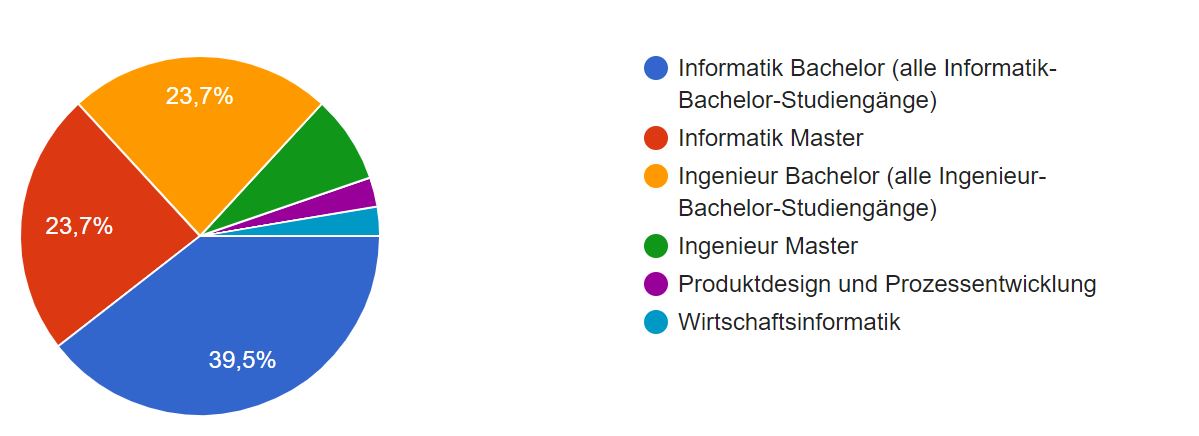 23,7%
23,7%
39,5%
Informatik Bachelor (alle Informatik-
Bachelor-Studiengänge)
Informatik Master
Ingenieur Bachelor (alle Ingenieur-
Bachelor-Studiengänge)
Ingenieur Master
Produktdesign und Prozessentwicklung
Wirtschaftsinformatik